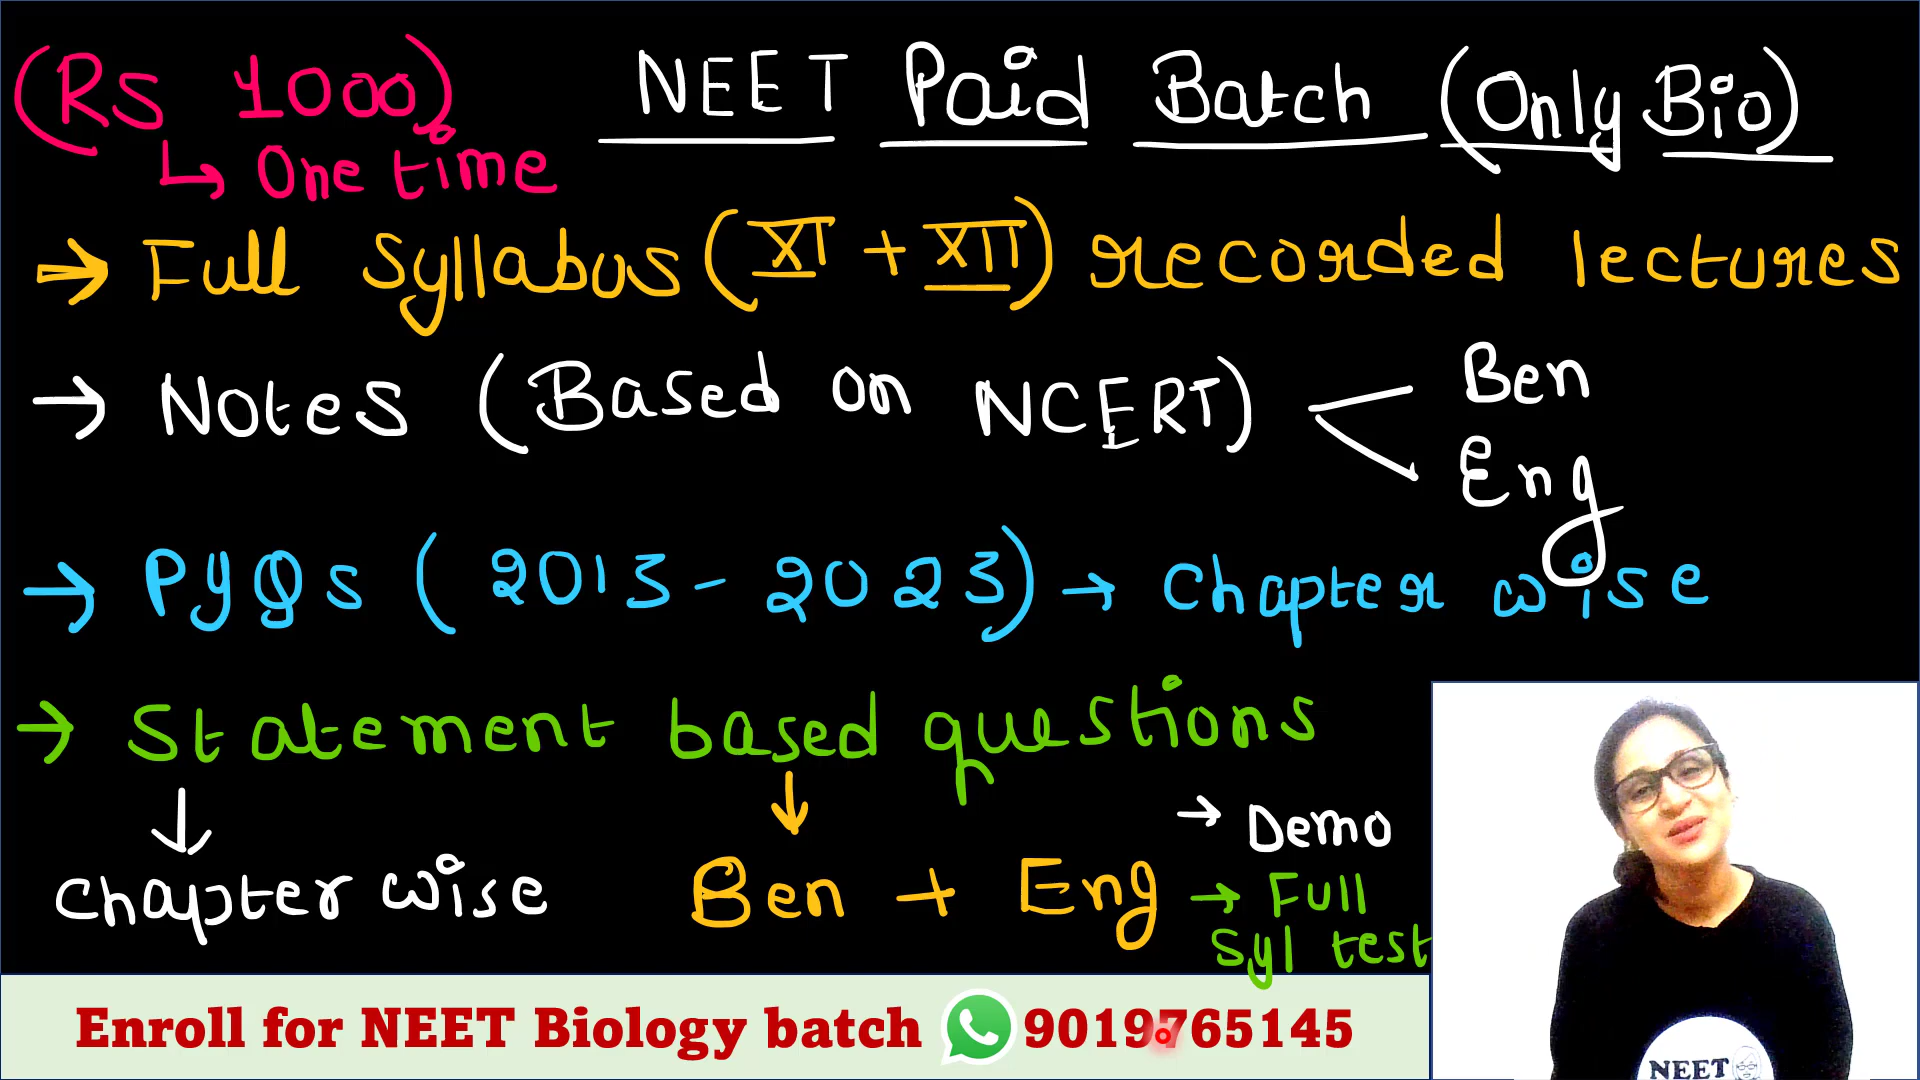 (Rs 1000)
↳ One time
NEET Paid Batch (Only Bio)
→ Full Syllabus (XI + XII) recorded lectures
→ Notes (Based on NCERT)
Ben
Eng
→ PYQs (2013 - 2023) → Chapter wise
→ Statement based questions
Chapter wise
Ben + Eng
→ Demo
→ Full
Syl test
Enroll for NEET Biology batch 9019765145
NEET